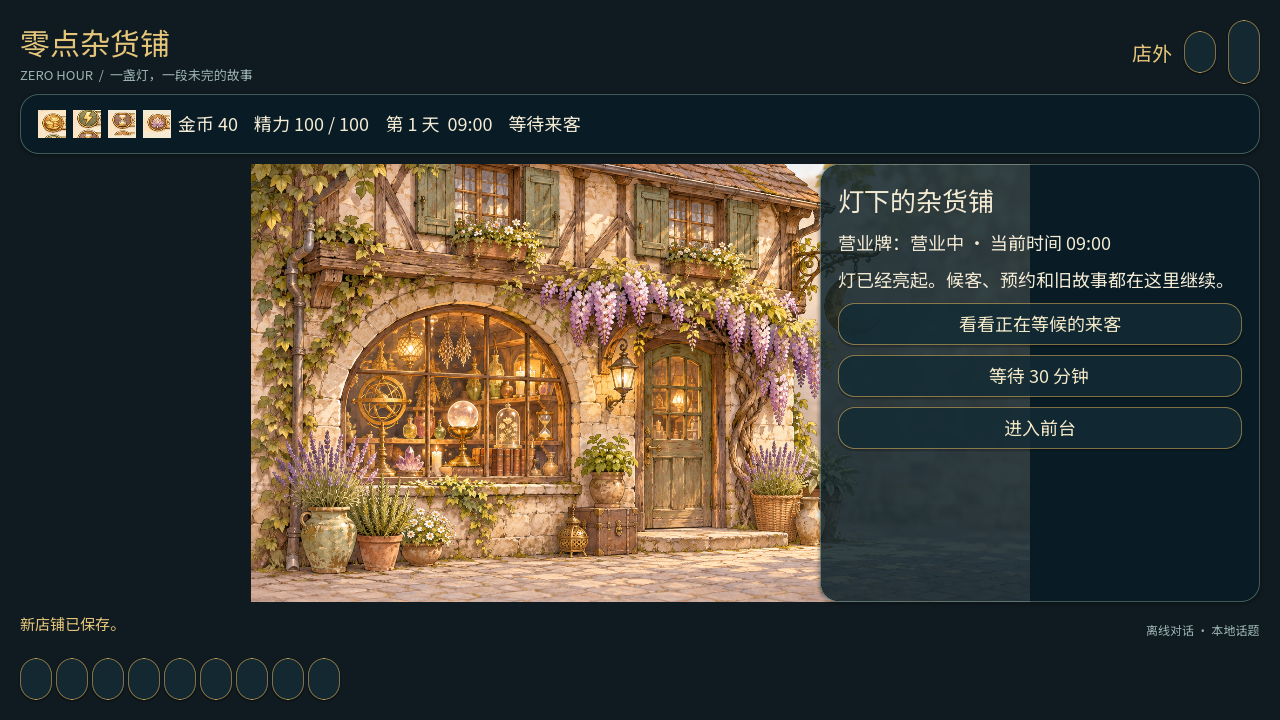 零点杂货铺
ZERO HOUR / 一盏灯，一段未完的故事
店外
金币 40 精力 100 / 100 第 1 天 09:00 等待来客
灯下的杂货铺
营业牌：营业中 · 当前时间 09:00
灯已经亮起。候客、预约和旧故事都在这里继续。
看看正在等候的来客
等待 30 分钟
进入前台
新店铺已保存。
离线对话 · 本地话题